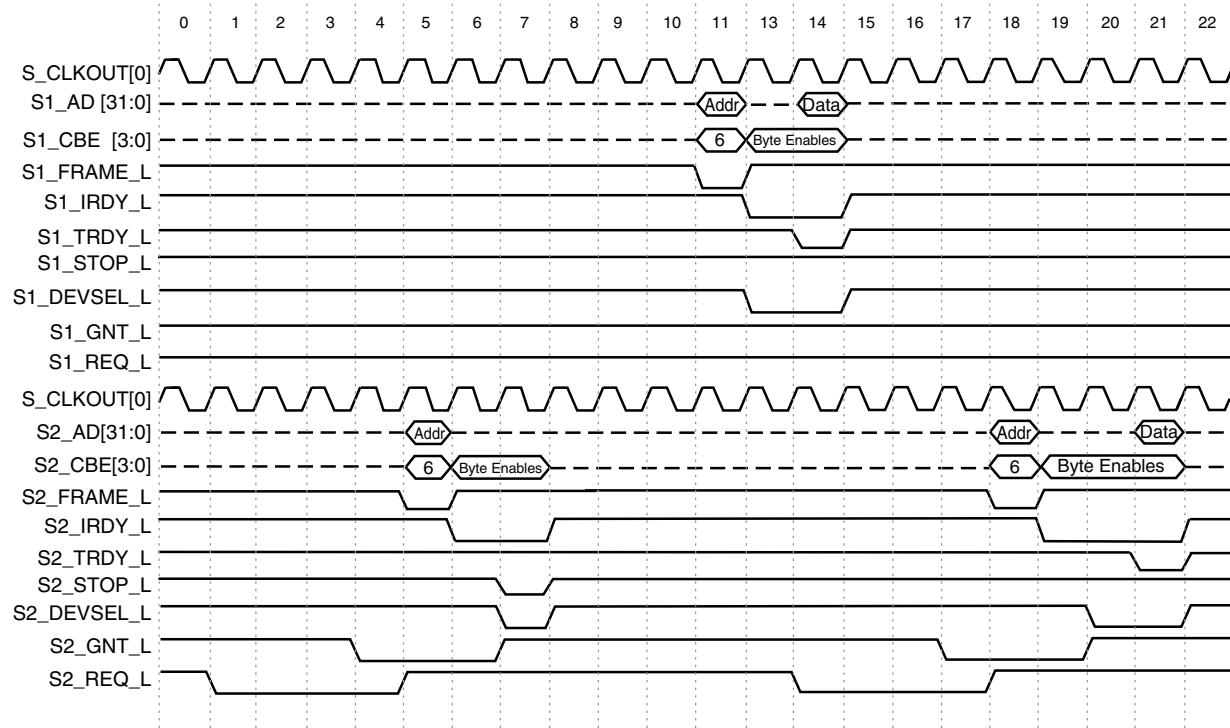 0 1 2 3 4 5 6 7 8 9 10 11 13 14 15 16 17 18 19 20 21 22
S_CLKOUT[0]
S1_AD [31:0] Addr Data
S1_CBE [3:0] 6 Byte Enables
S1_FRAME_L
S1_IRDY_L
S1_TRDY_L
S1_STOP_L
S1_DEVSEL_L
S1_GNT_L
S1_REQ_L
S_CLKOUT[0]
S2_AD[31:0] Addr Addr Data
S2_CBE[3:0] 6 Byte Enables 6 Byte Enables
S2_FRAME_L
S2_IRDY_L
S2_TRDY_L
S2_STOP_L
S2_DEVSEL_L
S2_GNT_L
S2_REQ_L